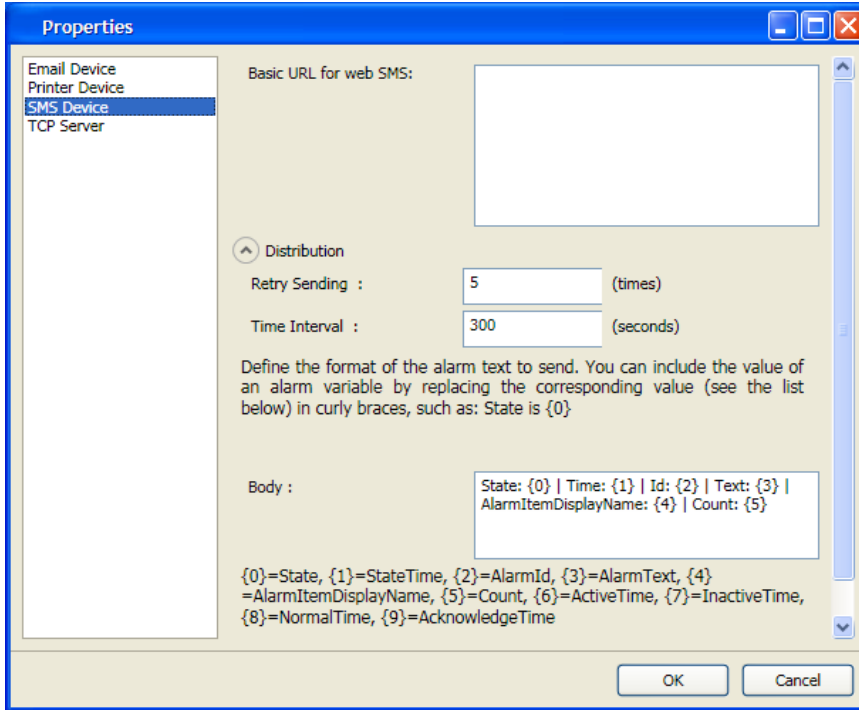 Properties
Email Device
Printer Device
SMS Device
TCP Server
Basic URL for web SMS:
Distribution
Retry Sending : 5 (times)
Time Interval : 300 (seconds)
Define the format of the alarm text to send. You can include the value of
an alarm variable by replacing the corresponding value (see the list
below) in curly braces, such as: State is {0}
Body :
State: {0} | Time: {1} | Id: {2} | Text: {3} |
AlarmItemDisplayName: {4} | Count: {5}
{0}=State, {1}=StateTime, {2}=AlarmId, {3}=AlarmText, {4}
=AlarmItemDisplayName, {5}=Count, {6}=ActiveTime, {7}=InactiveTime,
{8}=NormalTime, {9}=AcknowledgeTime
OK
Cancel